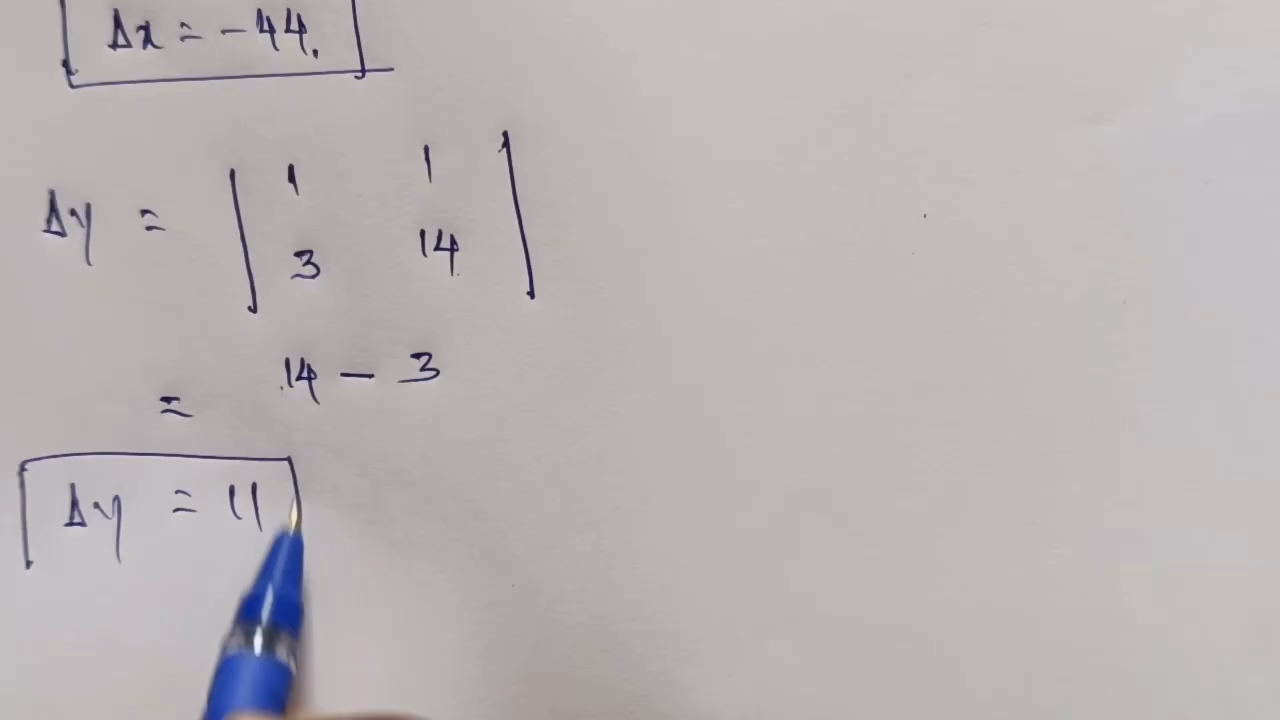 Δx = -44.
Δy = | 1 1 |
| 3 14 |
= 14 - 3
Δy = 11